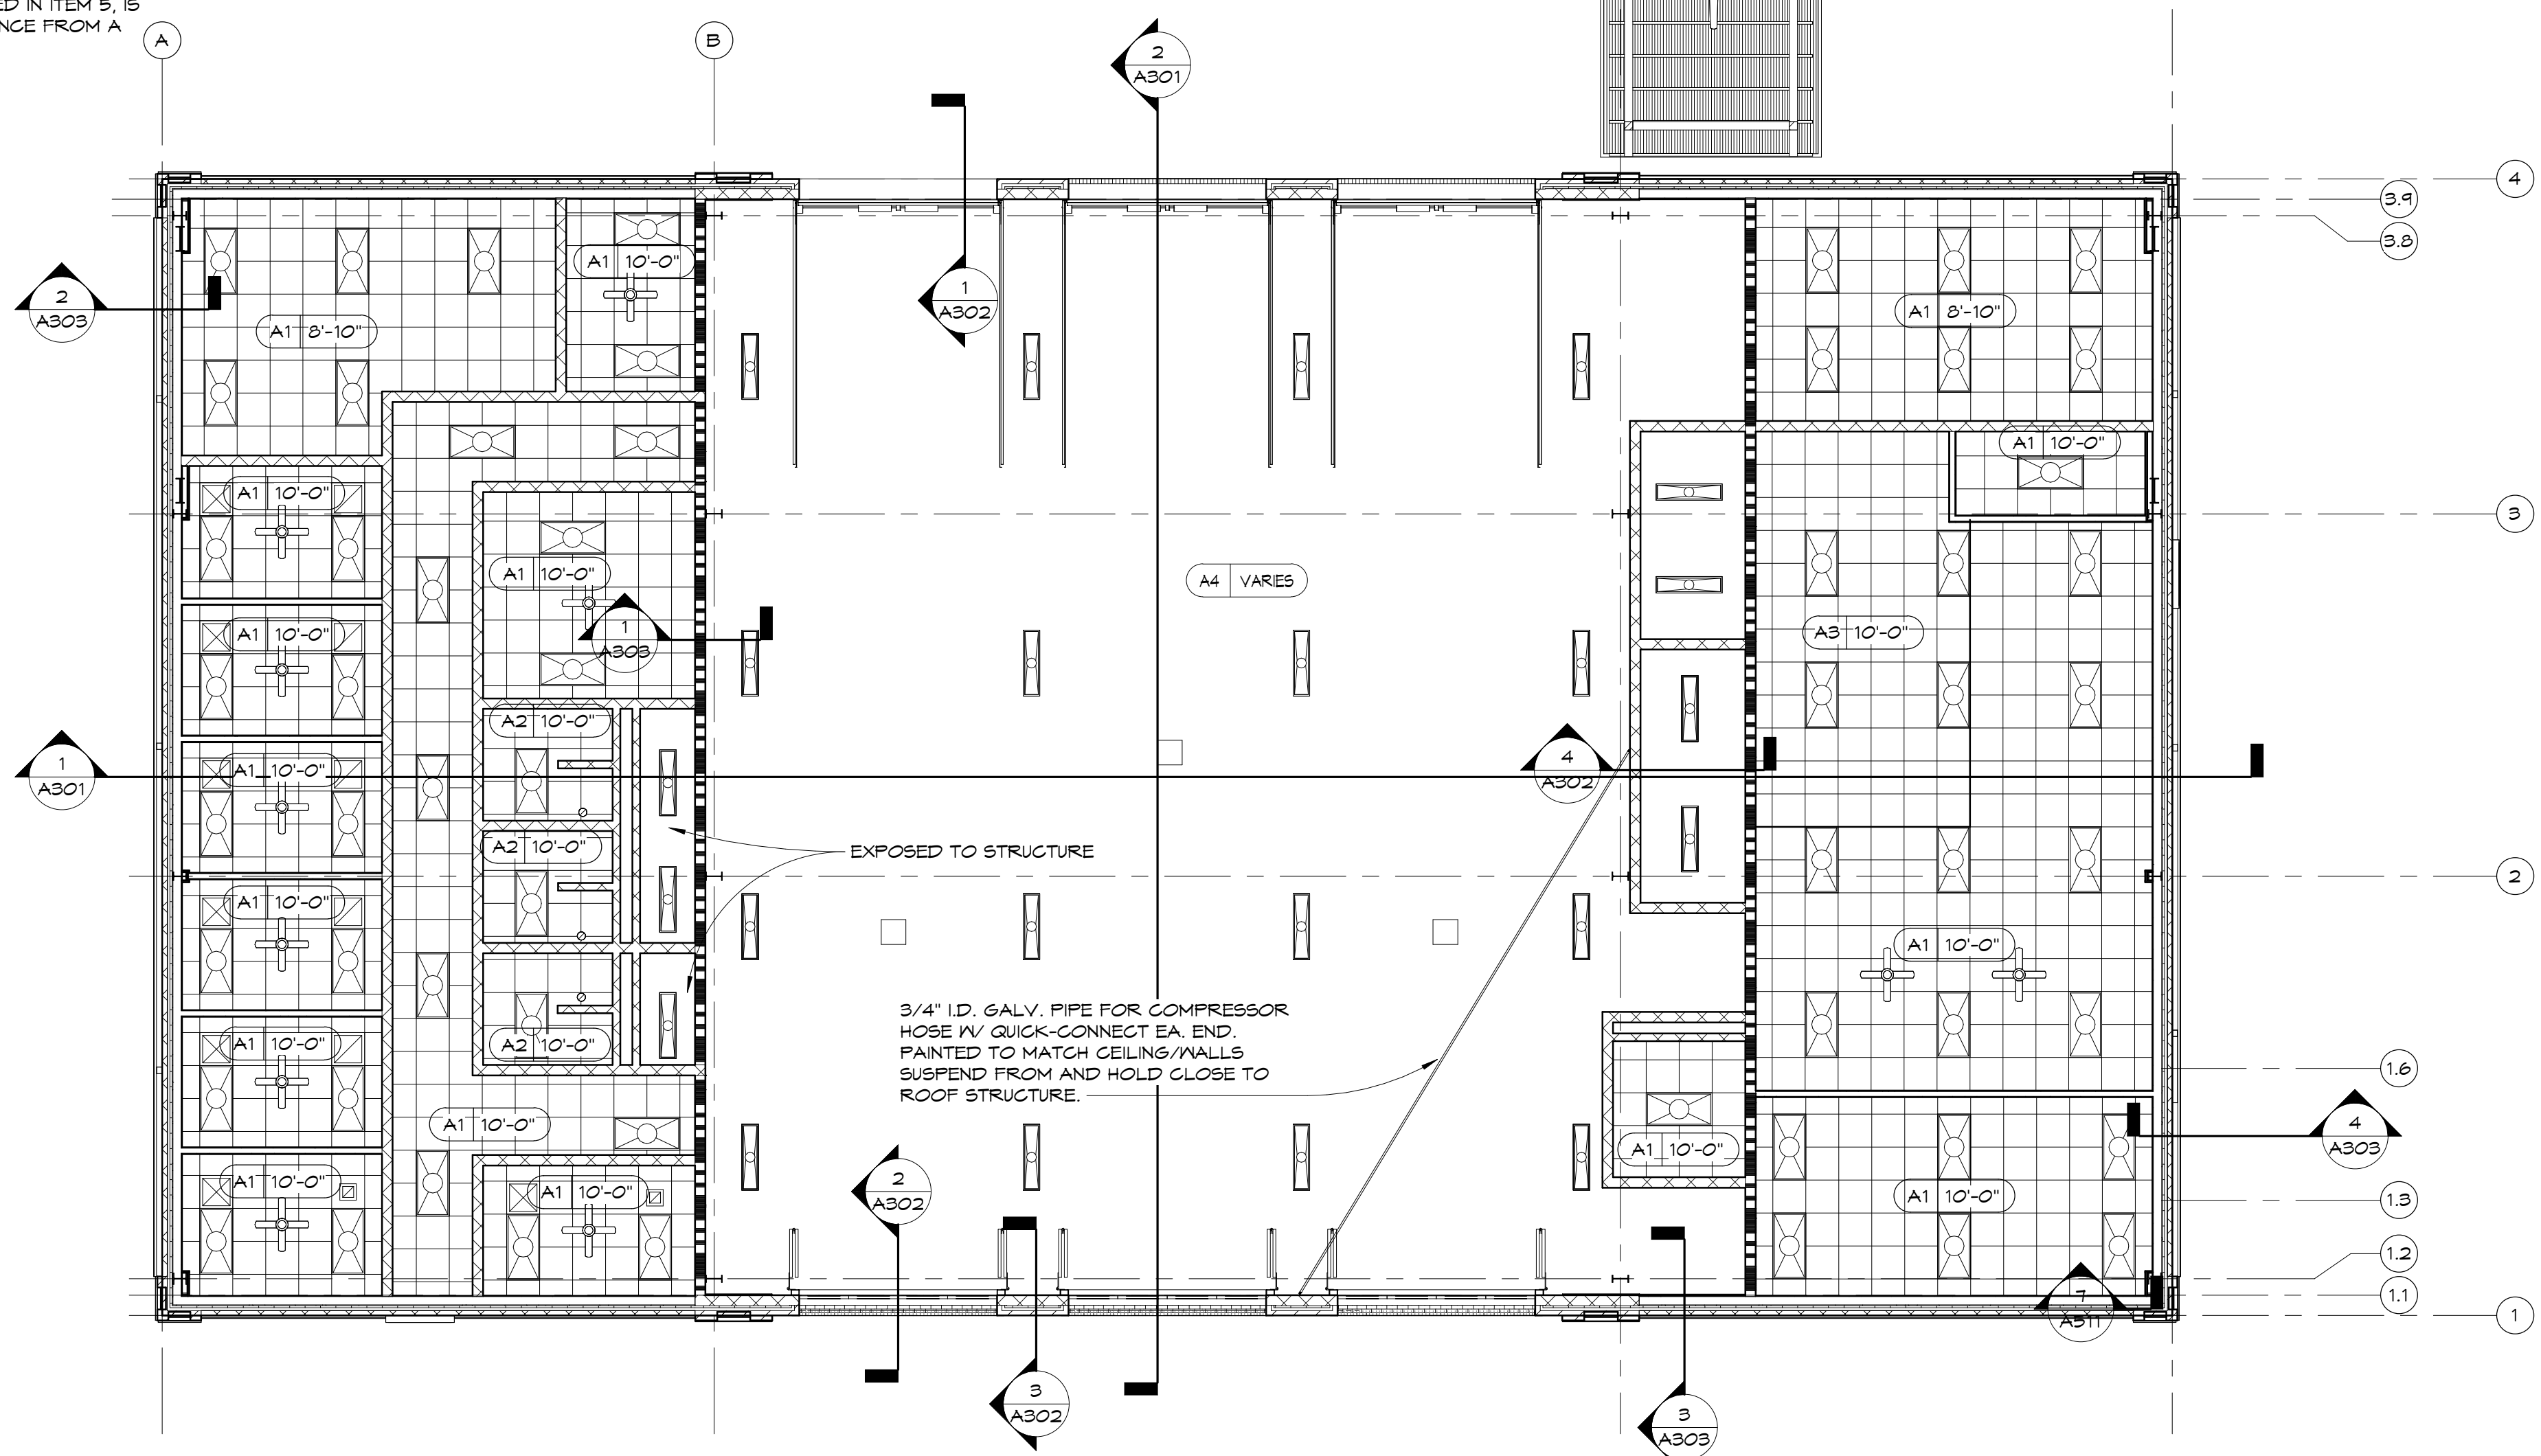 ED IN ITEM 5, IS
NCE FROM A
A
B
2
A301
4
3.9
3.8
2
A303
A1 10'-0"
1
A302
A1 8'-10"
A1 8'-10"
A1 10'-0"
A1 10'-0"
3
A1 10'-0"
A4 VARIES
A1 10'-0"
1
A303
A3 10'-0"
A2 10'-0"
1
A301
A1 10'-0"
4
A302
A2 10'-0"
EXPOSED TO STRUCTURE
2
A1 10'-0"
A1 10'-0"
3/4" I.D. GALV. PIPE FOR COMPRESSOR
HOSE W/ QUICK-CONNECT EA. END.
PAINTED TO MATCH CEILING/WALLS
SUSPEND FROM AND HOLD CLOSE TO
ROOF STRUCTURE.
A1 10'-0"
A2 10'-0"
1.6
A1 10'-0"
4
A303
A1 10'-0"
A1 10'-0"
A1 10'-0"
2
A302
A1 10'-0"
1.3
1.2
1.1
7
A511
1
3
A302
3
A303